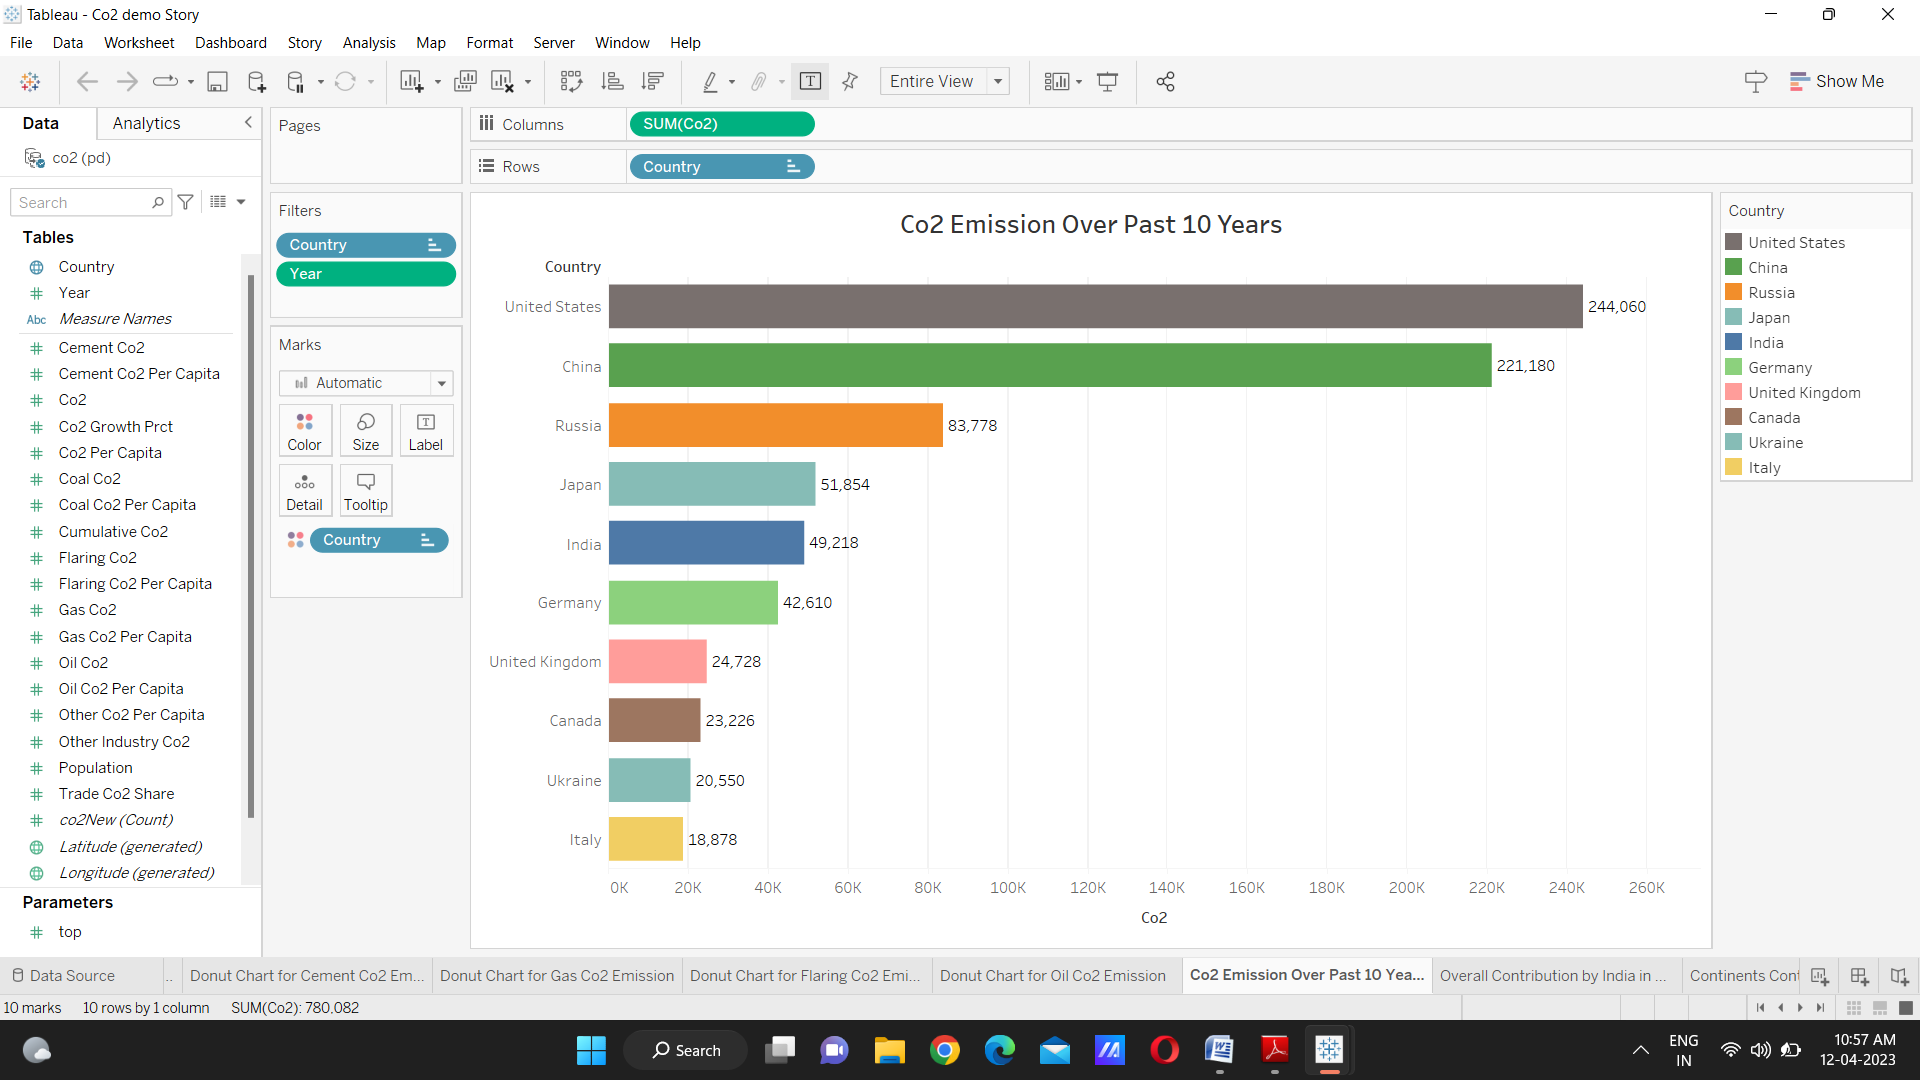 Tableau - Co2 demo Story
File Data Worksheet Dashboard Story Analysis Map Format Server Window Help
Entire View
Show Me
Data Analytics
co2 (pd)
Search
Tables
Country
Year
Abc Measure Names
Cement Co2
Cement Co2 Per Capita
Co2
Co2 Growth Prct
Co2 Per Capita
Coal Co2
Coal Co2 Per Capita
Cumulative Co2
Flaring Co2
Flaring Co2 Per Capita
Gas Co2
Gas Co2 Per Capita
Oil Co2
Oil Co2 Per Capita
Other Co2 Per Capita
Other Industry Co2
Population
Trade Co2 Share
co2New (Count)
Latitude (generated)
Longitude (generated)
Parameters
top
Pages
Filters
Country
Year
Marks
Automatic
Color Size Label
Detail Tooltip
Country
Columns SUM(Co2)
Rows Country
Co2 Emission Over Past 10 Years
Country
United States 244,060
China 221,180
Russia 83,778
Japan 51,854
India 49,218
Germany 42,610
United Kingdom 24,728
Canada 23,226
Ukraine 20,550
Italy 18,878
0K 20K 40K 60K 80K 100K 120K 140K 160K 180K 200K 220K 240K 260K
Co2
Country
United States
China
Russia
Japan
India
Germany
United Kingdom
Canada
Ukraine
Italy
Data Source .. Donut Chart for Cement Co2 Em... Donut Chart for Gas Co2 Emission Donut Chart for Flaring Co2 Emi... Donut Chart for Oil Co2 Emission Co2 Emission Over Past 10 Yea... Overall Contribution by India in ... Continents Cont
10 marks 10 rows by 1 column SUM(Co2): 780,082
Search
ENG
IN
10:57 AM
12-04-2023